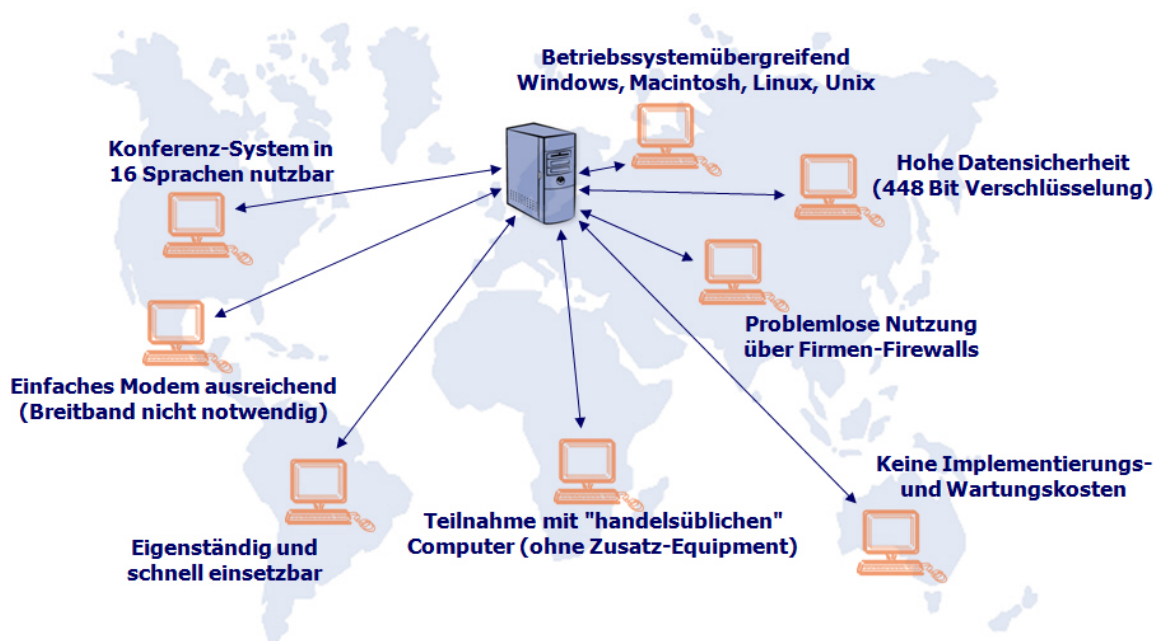 Betriebssystemübergreifend
Windows, Macintosh, Linux, Unix
Konferenz-System in
16 Sprachen nutzbar
Hohe Datensicherheit
(448 Bit Verschlüsselung)
Problemlose Nutzung
über Firmen-Firewalls
Einfaches Modem ausreichend
(Breitband nicht notwendig)
Keine Implementierungs-
und Wartungskosten
Teilnahme mit "handelsüblichen"
Computer (ohne Zusatz-Equipment)
Eigenständig und
schnell einsetzbar